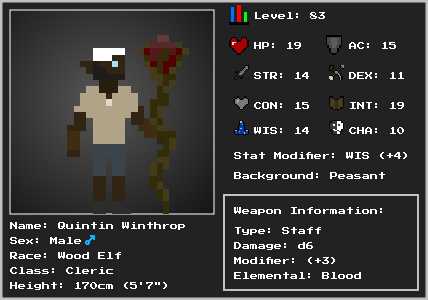 Level: 83
HP: 19 AC: 15
STR: 14 DEX: 11
CON: 15 INT: 19
WIS: 14 CHA: 10
Stat Modifier: WIS (+4)
Background: Peasant
Name: Quintin Winthrop
Sex: Male♂
Race: Wood Elf
Class: Cleric
Height: 170cm (5'7")
Weapon Information:
Type: Staff
Damage: d6
Modifier: (+3)
Elemental: Blood